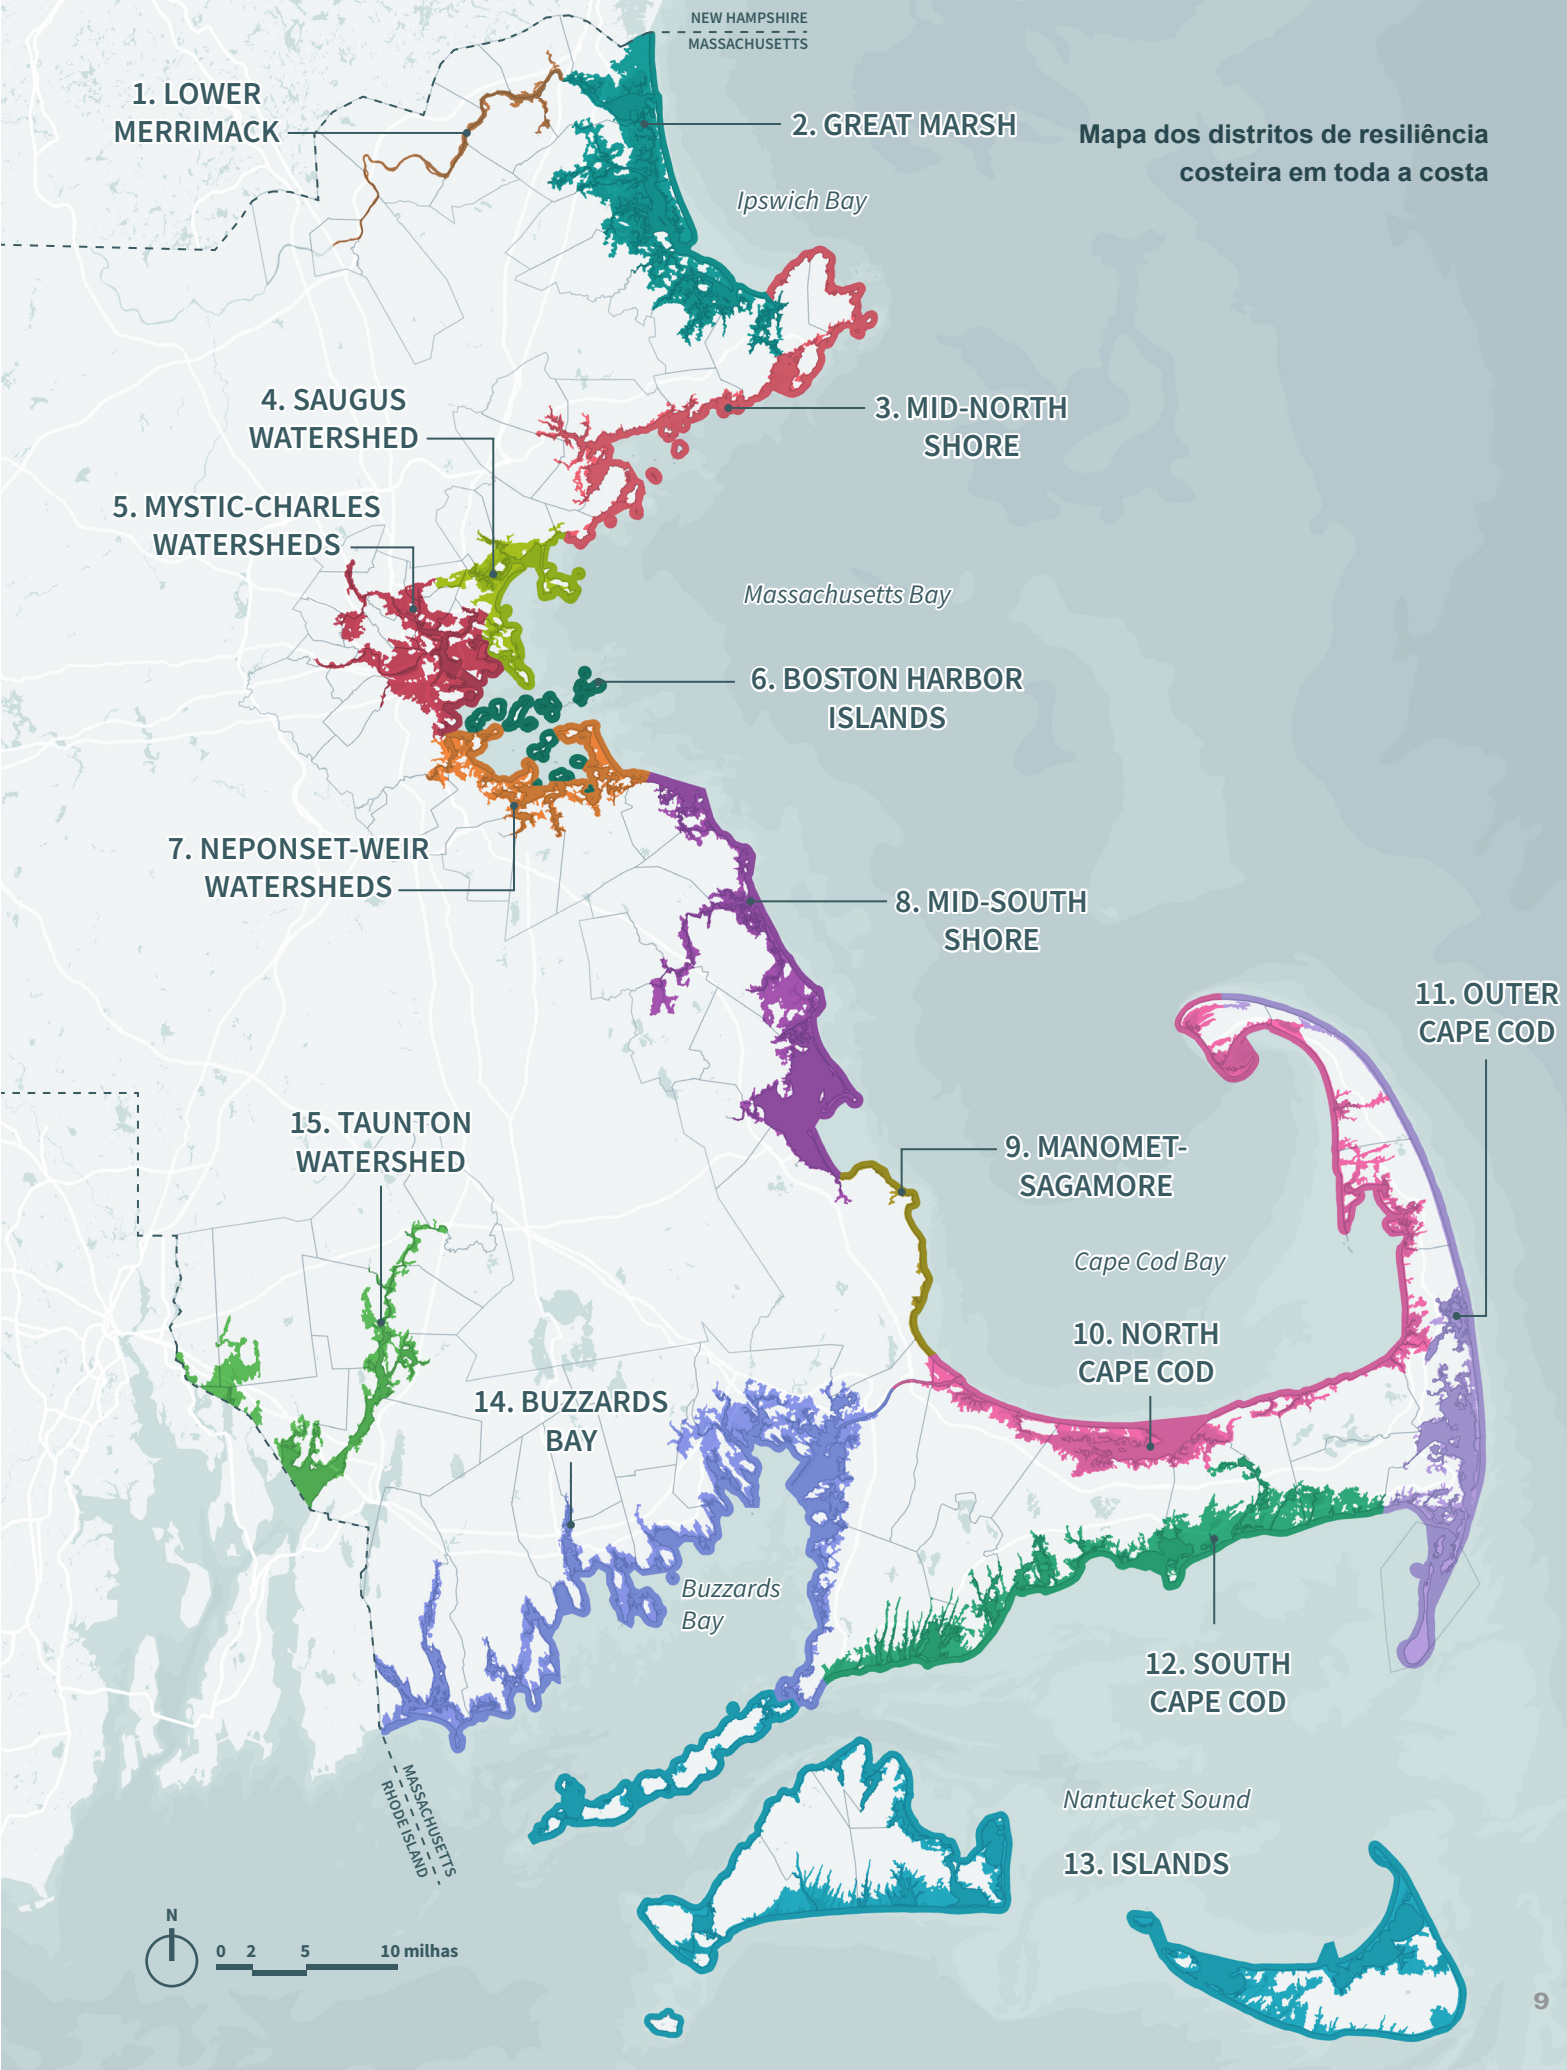 NEW HAMPSHIRE
MASSACHUSETTS
1. LOWER
MERRIMACK
2. GREAT MARSH
Mapa dos distritos de resiliência
costeira em toda a costa
Ipswich Bay
4. SAUGUS
WATERSHED
3. MID-NORTH
SHORE
5. MYSTIC-CHARLES
WATERSHEDS
Massachusetts Bay
6. BOSTON HARBOR
ISLANDS
7. NEPONSET-WEIR
WATERSHEDS
8. MID-SOUTH
SHORE
11. OUTER
CAPE COD
15. TAUNTON
WATERSHED
9. MANOMET-
SAGAMORE
Cape Cod Bay
10. NORTH
CAPE COD
14. BUZZARDS
BAY
Buzzards
Bay
12. SOUTH
CAPE COD
MASSACHUSETTS
RHODE ISLAND
Nantucket Sound
13. ISLANDS
N
0 2 5 10 milhas
9